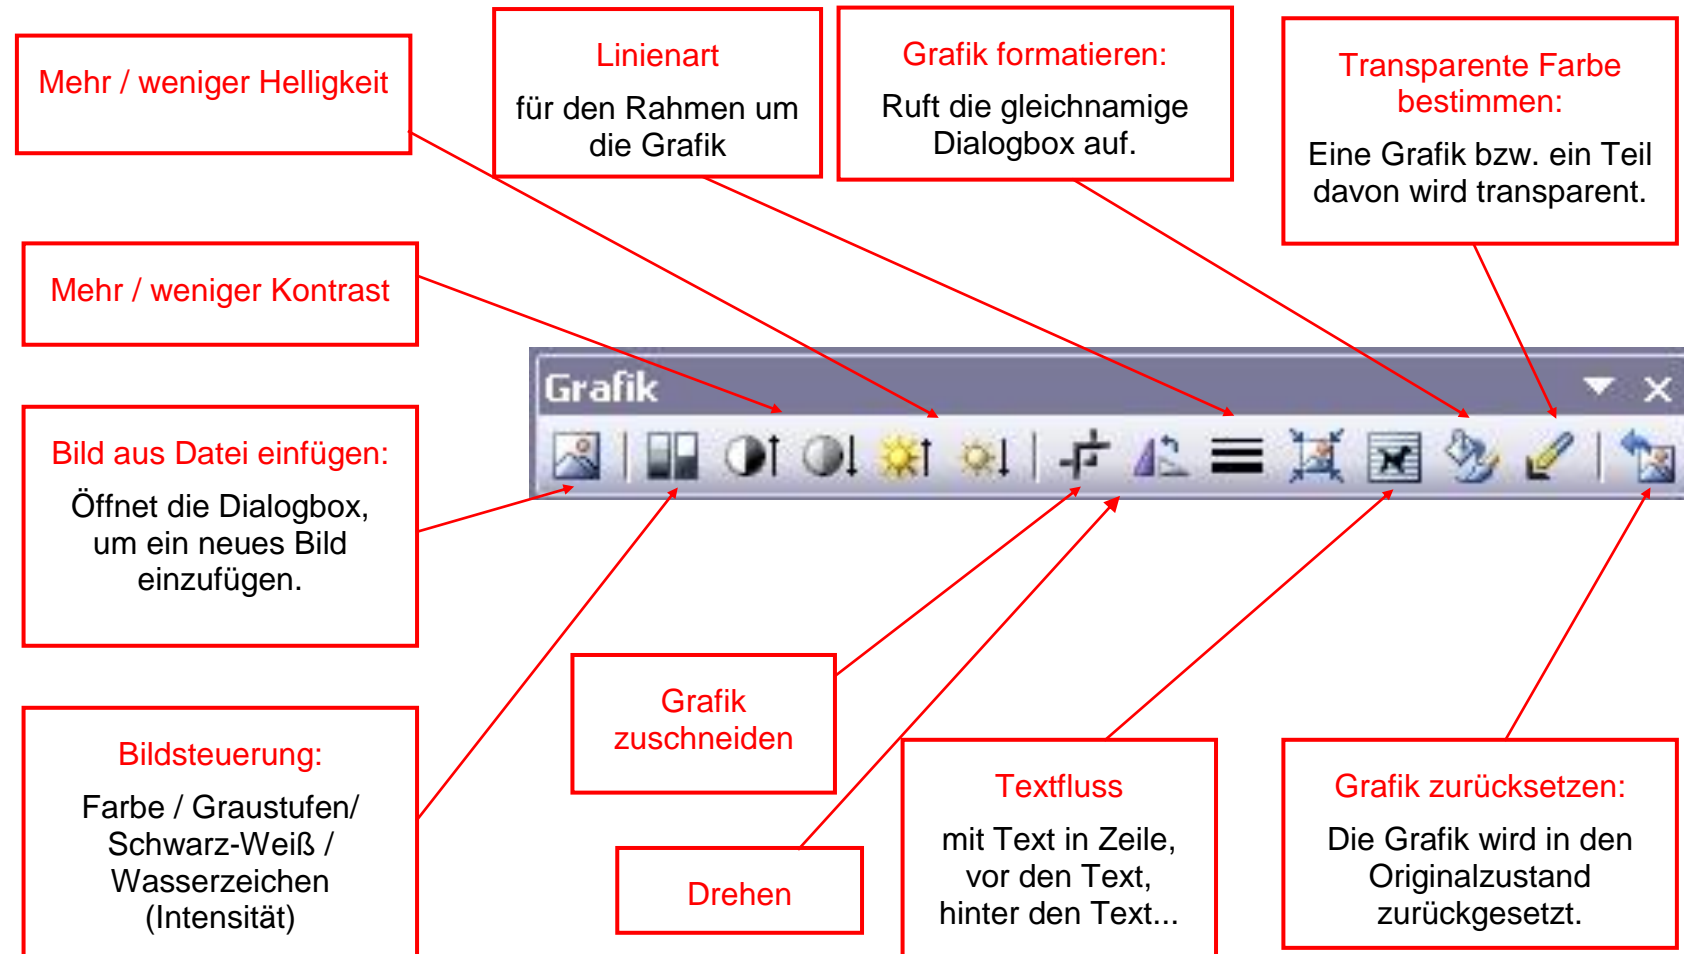 Mehr / weniger Helligkeit
Linienart
für den Rahmen um
die Grafik
Grafik formatieren:
Ruft die gleichnamige
Dialogbox auf.
Transparente Farbe
bestimmen:
Eine Grafik bzw. ein Teil
davon wird transparent.
Mehr / weniger Kontrast
Grafik
Bild aus Datei einfügen:
Öffnet die Dialogbox,
um ein neues Bild
einzufügen.
Bildsteuerung:
Farbe / Graustufen/
Schwarz-Weiß /
Wasserzeichen
(Intensität)
Grafik
zuschneiden
Drehen
Textfluss
mit Text in Zeile,
vor den Text,
hinter den Text...
Grafik zurücksetzen:
Die Grafik wird in den
Originalzustand
zurückgesetzt.